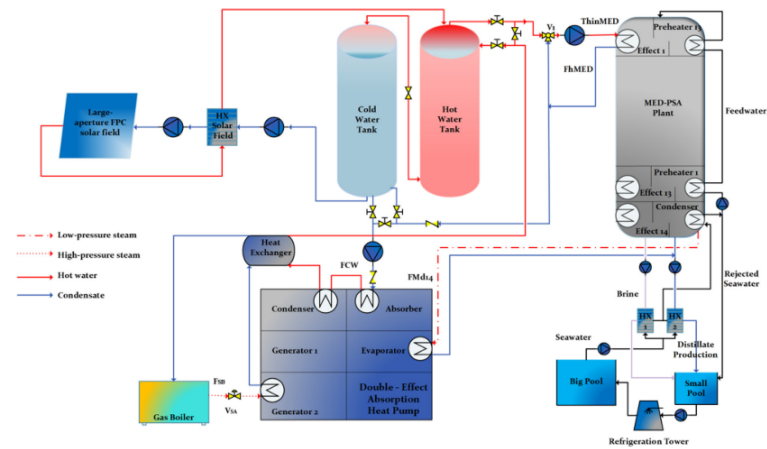 ThinMED
V1
Preheater 13
Effect 1
FhMED
Large-
aperture FPC
solar field
HX
Solar
Field
Cold
Water
Tank
Hot
Water
Tank
MED-PSA
Plant
Feedwater
Preheater 1
Effect 13
Condenser
Effect 14
Low-pressure steam
High-pressure steam
Hot water
Condensate
Heat
Exchanger
FCW
FMd14
Rejected
Seawater
Condenser
Absorber
Brine
HX
1
HX
2
Generator 1
Evaporator
Seawater
Distillate
Production
FSB
VSA
Gas Boiler
Generator 2
Double - Effect
Absorption
Heat Pump
Big Pool
Small
Pool
Refrigeration Tower